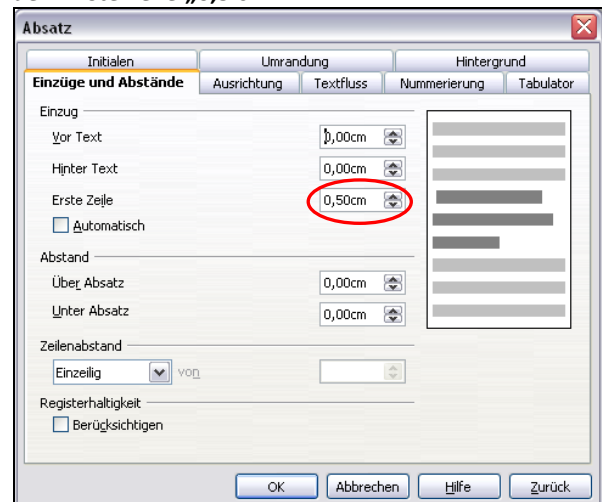 Absatz
Initialen Umrandung Hintergrund
Einzüge und Abstände Ausrichtung Textfluss Nummerierung Tabulator
Einzug
Vor Text 0,00cm
Hinter Text 0,00cm
Erste Zeile 0,50cm
Automatisch
Abstand
Über Absatz 0,00cm
Unter Absatz 0,00cm
Zeilenabstand
Einzeilig von
Registerhaltigkeit
Berücksichtigen
OK Abbrechen Hilfe Zurück